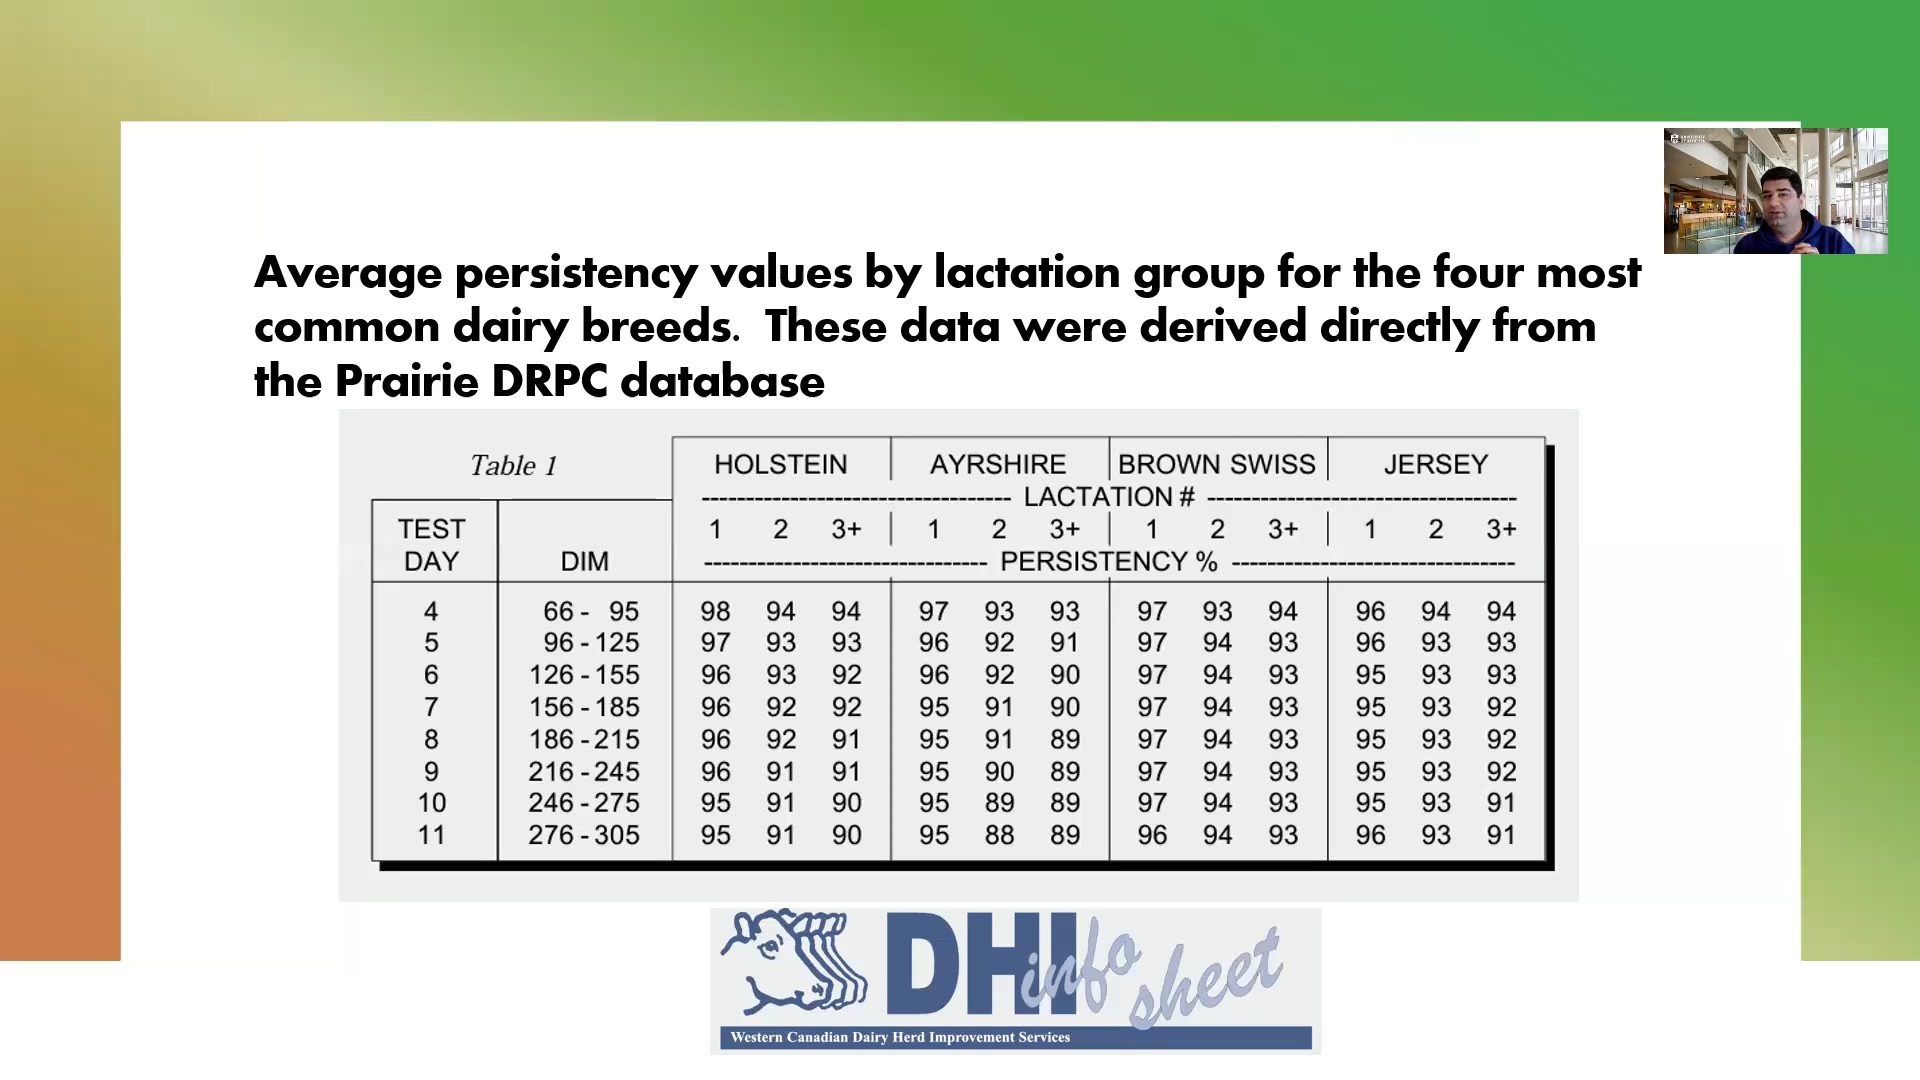 Average persistency values by lactation group for the four most
common dairy breeds.  These data were derived directly from
the Prairie DRPC database
Table 1
HOLSTEIN AYRSHIRE BROWN SWISS JERSEY
LACTATION #
TEST DAY DIM
1 2 3+ 1 2 3+ 1 2 3+ 1 2 3+
PERSISTENCY %
4 66 - 95 98 94 94 97 93 93 97 93 94 96 94 94
5 96 - 125 97 93 93 96 92 91 97 94 93 96 93 93
6 126 - 155 96 93 92 96 92 90 97 94 93 95 93 93
7 156 - 185 96 92 92 95 91 90 97 94 93 95 93 92
8 186 - 215 96 92 91 95 91 89 97 94 93 95 93 92
9 216 - 245 96 91 91 95 90 89 97 94 93 95 93 92
10 246 - 275 95 91 90 95 89 89 97 94 93 95 93 91
11 276 - 305 95 91 90 95 88 89 96 94 93 96 93 91
DHI info sheet
Western Canadian Dairy Herd Improvement Services